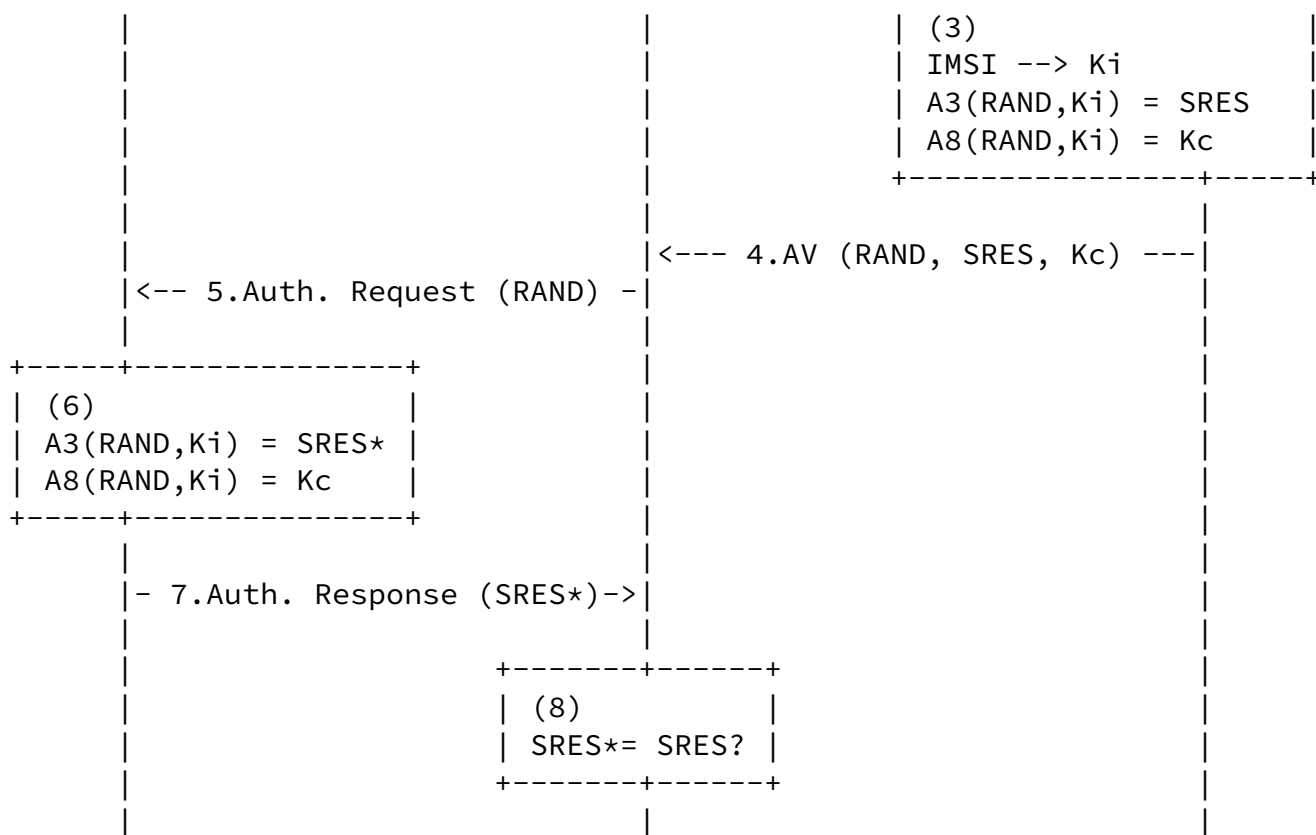 (3)
IMSI --> Ki
A3(RAND,Ki) = SRES
A8(RAND,Ki) = Kc
<--- 4.AV (RAND, SRES, Kc) ---
<-- 5.Auth. Request (RAND) -
(6)
A3(RAND,Ki) = SRES*
A8(RAND,Ki) = Kc
- 7.Auth. Response (SRES*)->
(8)
SRES*= SRES?